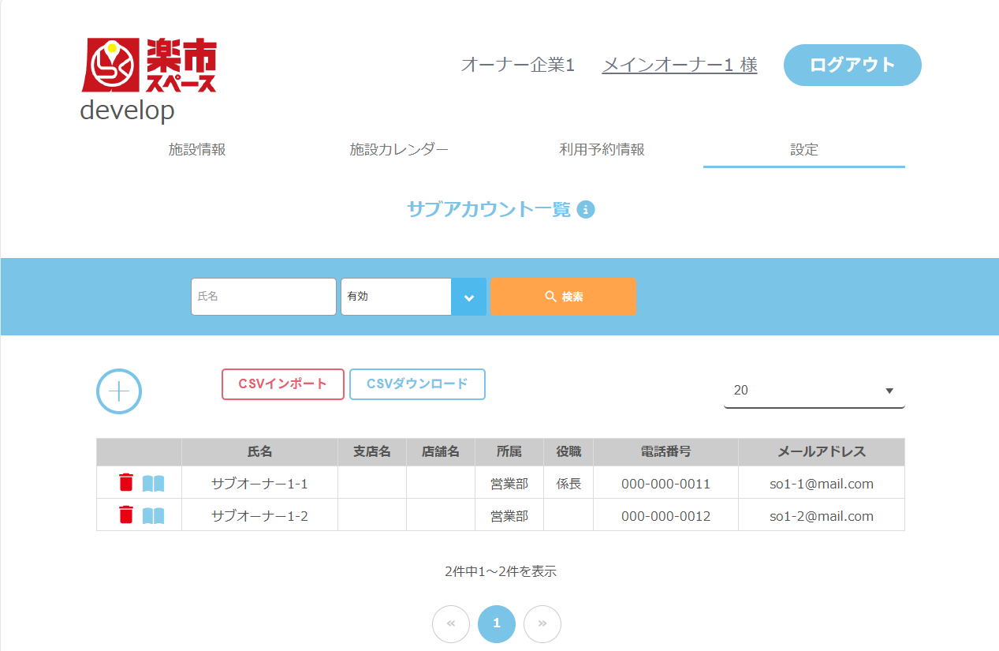 楽市
スペース
develop
オーナー企業1 メインオーナー1 様 ログアウト
施設情報 施設カレンダー 利用予約情報 設定
サブアカウント一覧
氏名 有効 検索
CSVインポート CSVダウンロード 20
氏名 支店名 店舗名 所属 役職 電話番号 メールアドレス
サブオーナー1-1 営業部 係長 000-000-0011 so1-1@mail.com
サブオーナー1-2 営業部 000-000-0012 so1-2@mail.com
2件中1～2件を表示
« 1 »